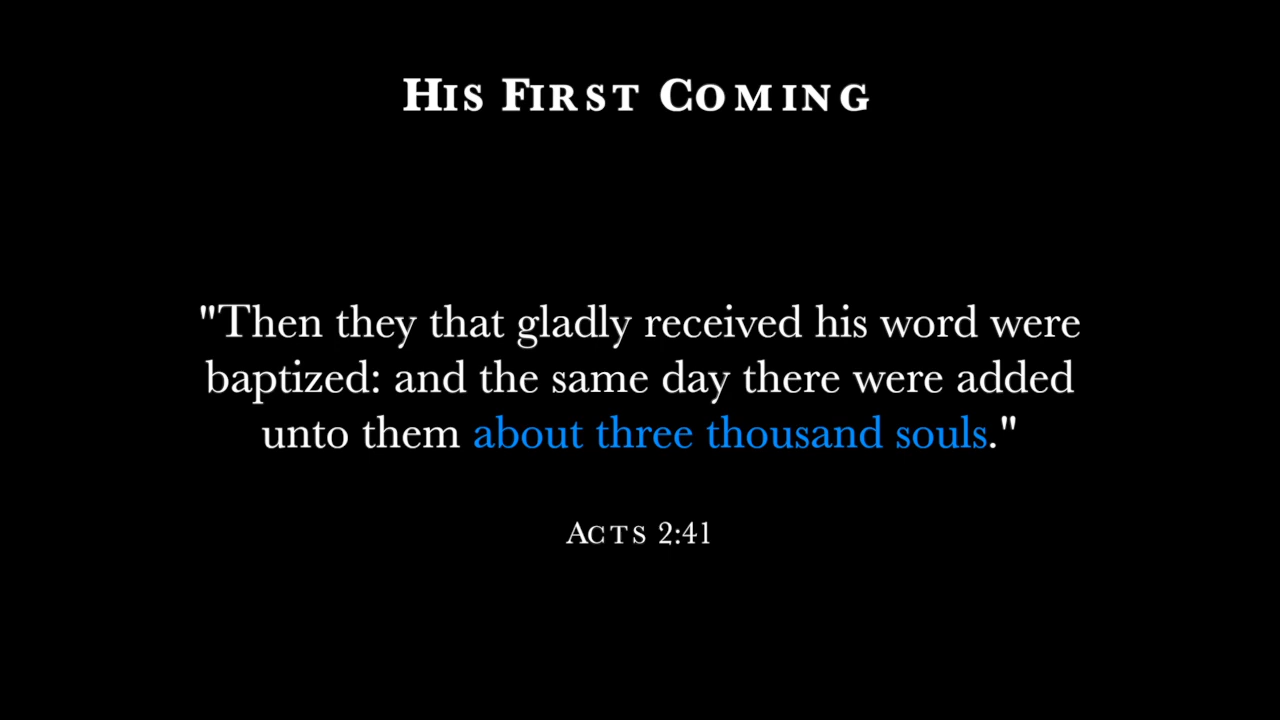 His First Coming
"Then they that gladly received his word were
baptized: and the same day there were added
unto them about three thousand souls."
Acts 2:41